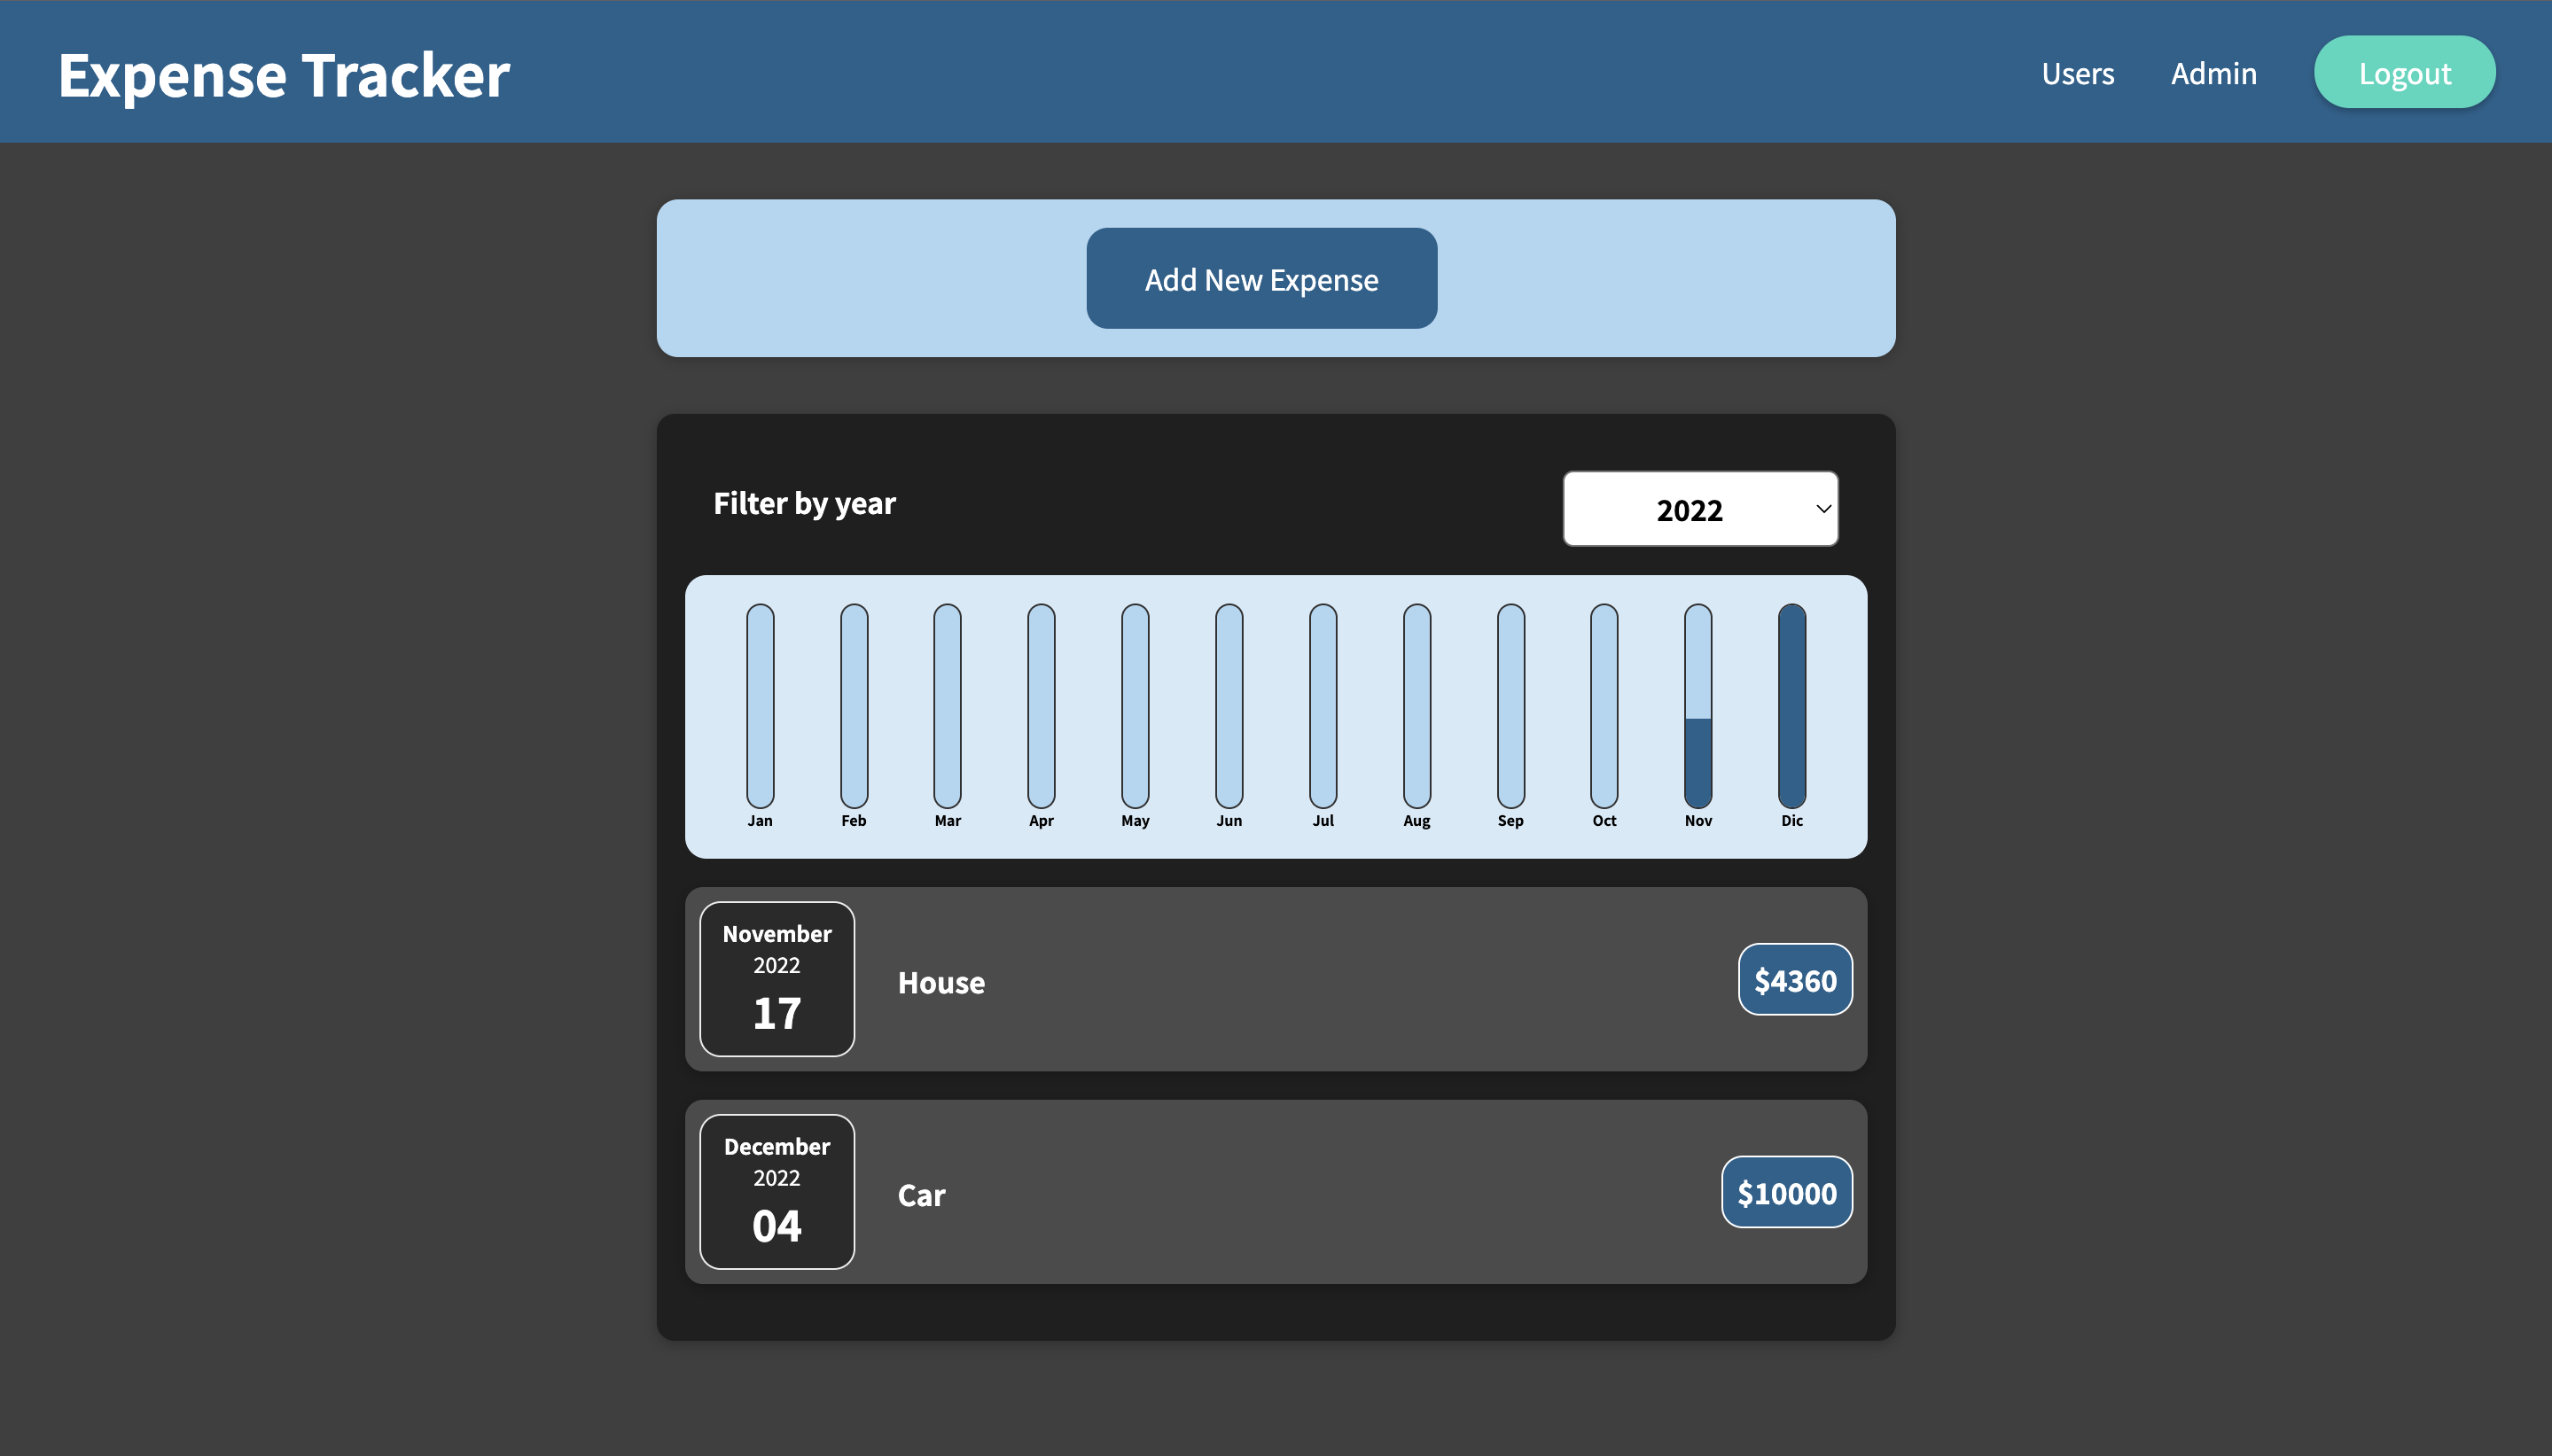 Expense Tracker
Users
Admin
Logout
Add New Expense
Filter by year
2022
Jan Feb Mar Apr May Jun Jul Aug Sep Oct Nov Dic
November
2022
17
House
$4360
December
2022
04
Car
$10000